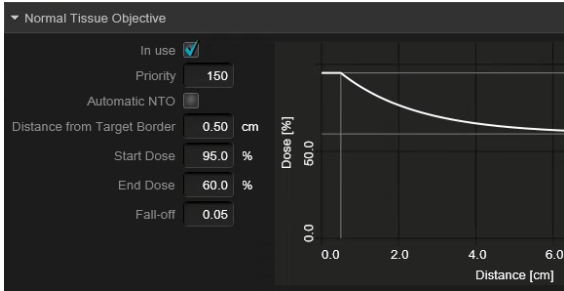 Normal Tissue Objective
In use
Priority 150
Automatic NTO
Distance from Target Border 0.50 cm
Start Dose 95.0 %
End Dose 60.0 %
Fall-off 0.05
Dose [%]
50.0
0.0
0.0 2.0 4.0 6.0
Distance [cm]